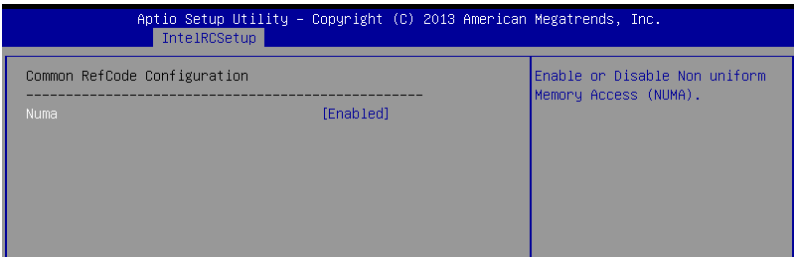 Aptio Setup Utility – Copyright (C) 2013 American Megatrends, Inc.
IntelRCSetup
Common RefCode Configuration
--------------------------------------------------
Numa [Enabled]
Enable or Disable Non uniform
Memory Access (NUMA).